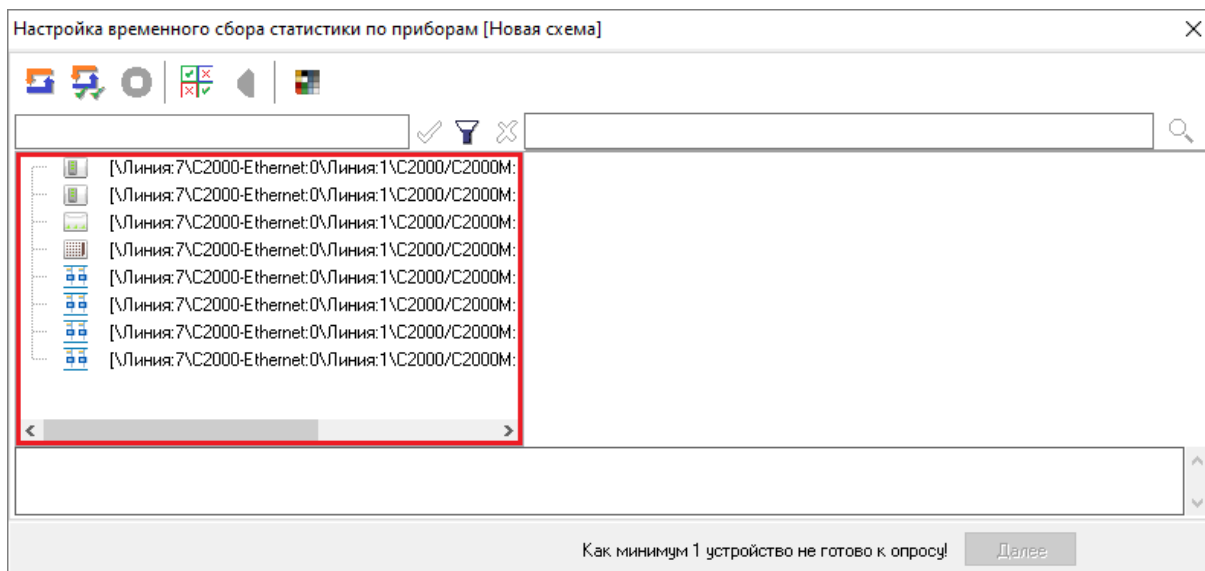 Настройка временного сбора статистики по приборам [Новая схема]
[\Линия:7\С2000-Ethernet:0\Линия:1\С2000/С2000М:
[\Линия:7\С2000-Ethernet:0\Линия:1\С2000/С2000М:
[\Линия:7\С2000-Ethernet:0\Линия:1\С2000/С2000М:
[\Линия:7\С2000-Ethernet:0\Линия:1\С2000/С2000М:
[\Линия:7\С2000-Ethernet:0\Линия:1\С2000/С2000М:
[\Линия:7\С2000-Ethernet:0\Линия:1\С2000/С2000М:
[\Линия:7\С2000-Ethernet:0\Линия:1\С2000/С2000М:
[\Линия:7\С2000-Ethernet:0\Линия:1\С2000/С2000М:
Как минимум 1 устройство не готово к опросу! Далее